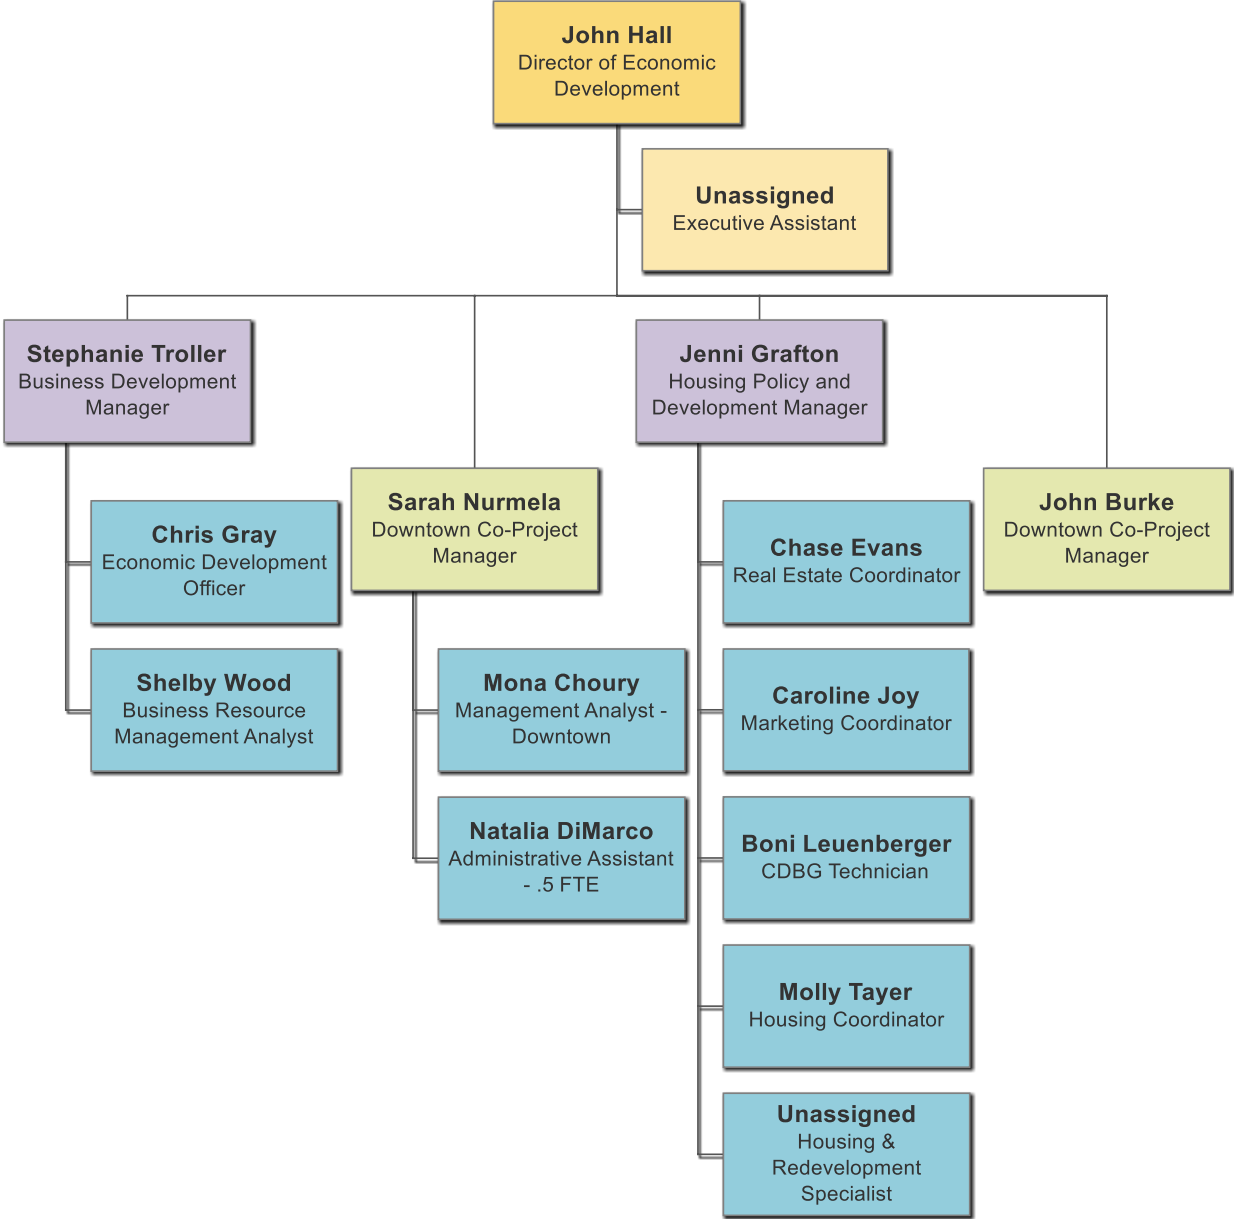 John Hall
Director of Economic
Development
Unassigned
Executive Assistant
Stephanie Troller
Business Development
Manager
Jenni Grafton
Housing Policy and
Development Manager
Sarah Nurmela
Downtown Co-Project
Manager
John Burke
Downtown Co-Project
Manager
Chris Gray
Economic Development
Officer
Shelby Wood
Business Resource
Management Analyst
Mona Choury
Management Analyst -
Downtown
Natalia DiMarco
Administrative Assistant
- .5 FTE
Chase Evans
Real Estate Coordinator
Caroline Joy
Marketing Coordinator
Boni Leuenberger
CDBG Technician
Molly Tayer
Housing Coordinator
Unassigned
Housing &
Redevelopment
Specialist